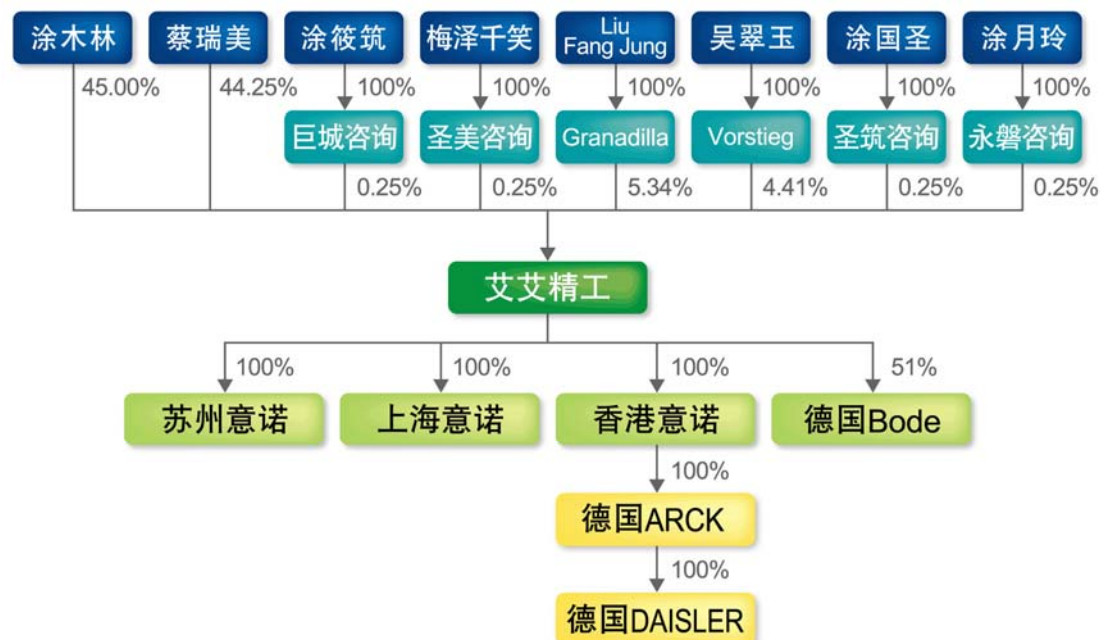 涂木林
蔡瑞美
涂筱筑
梅泽千笑
Liu
Fang Jung
吴翠玉
涂国圣
涂月玲
45.00%
44.25%
100%
100%
100%
100%
100%
100%
巨城咨询
圣美咨询
Granadilla
Vorstieg
圣筑咨询
永磐咨询
0.25%
0.25%
5.34%
4.41%
0.25%
0.25%
艾艾精工
100%
100%
100%
51%
苏州意诺
上海意诺
香港意诺
德国Bode
100%
德国ARCK
100%
德国DAISLER